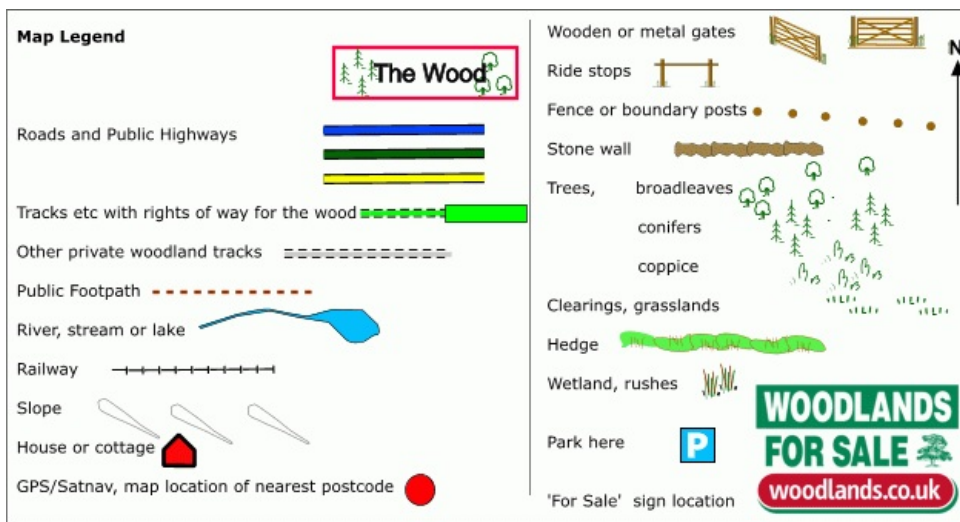 Map Legend
The Wood
Roads and Public Highways
Tracks etc with rights of way for the wood
Other private woodland tracks
Public Footpath
River, stream or lake
Railway
Slope
House or cottage
GPS/Satnav, map location of nearest postcode
Wooden or metal gates
N
Ride stops
Fence or boundary posts
Stone wall
Trees, broadleaves
conifers
coppice
Clearings, grasslands
Hedge
Wetland, rushes
Park here
P
'For Sale' sign location
WOODLANDS
FOR SALE
woodlands.co.uk